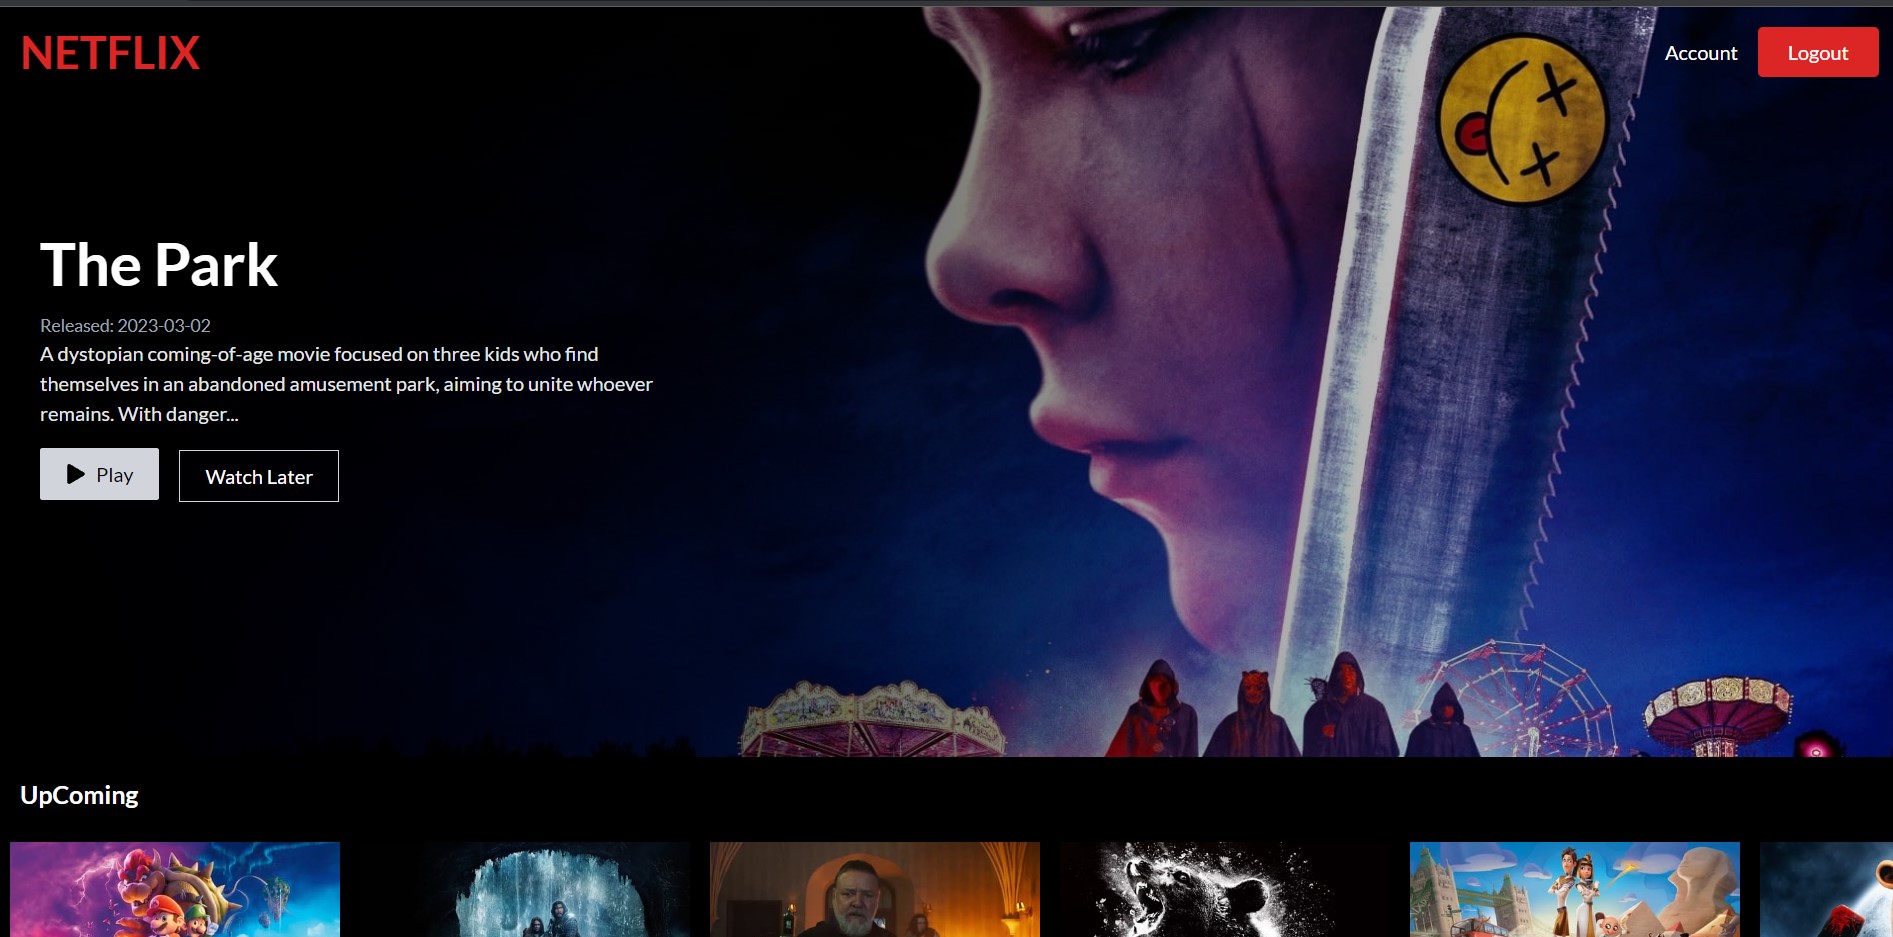 NETFLIX
Account
Logout
The Park
Released: 2023-03-02
A dystopian coming-of-age movie focused on three kids who find
themselves in an abandoned amusement park, aiming to unite whoever
remains. With danger...
Play
Watch Later
UpComing